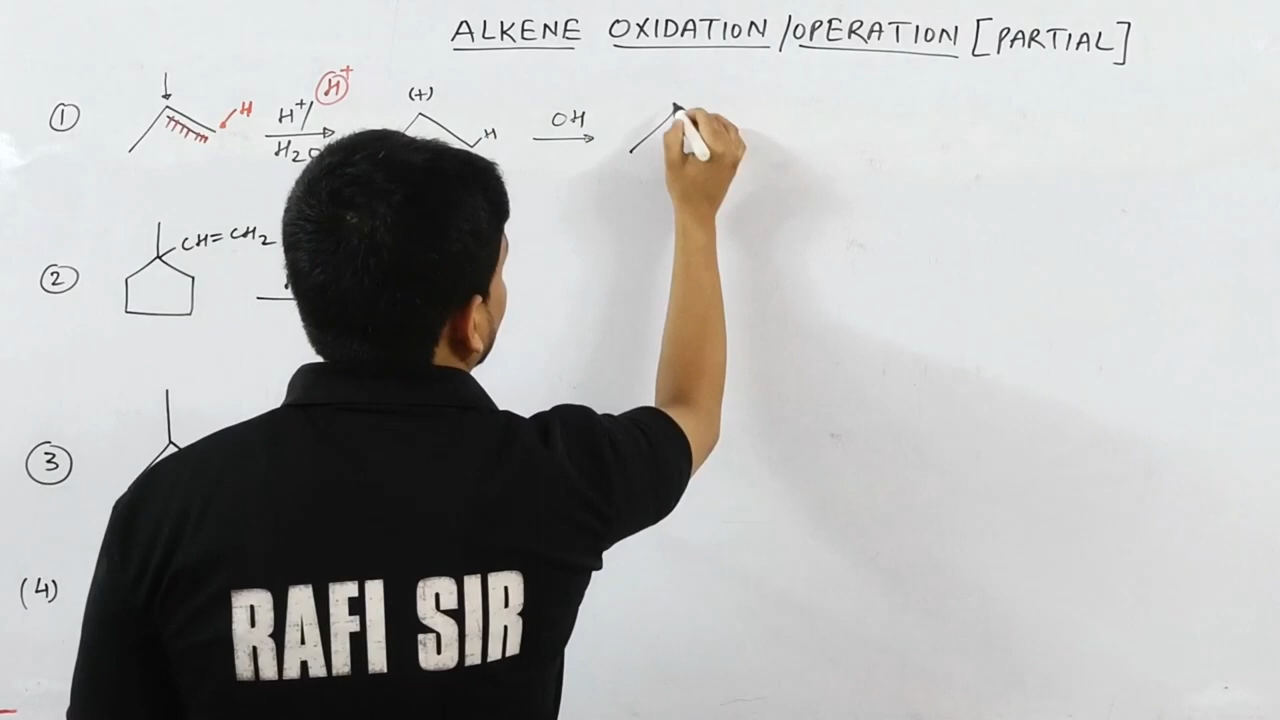 ALKENE OXIDATION / OPERATION [PARTIAL]
① H H⁺/ H⁺ (+) H OH
H₂O
② CH=CH₂
③
(4)
RAFI SIR